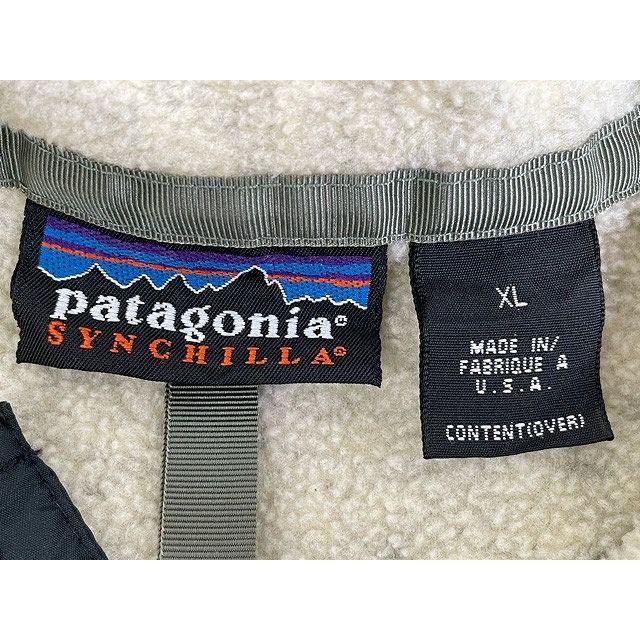 patagonia®
SYNCHILLA®
XL
MADE IN/
FABRIQUE A
U.S.A.
CONTENT(OVER)